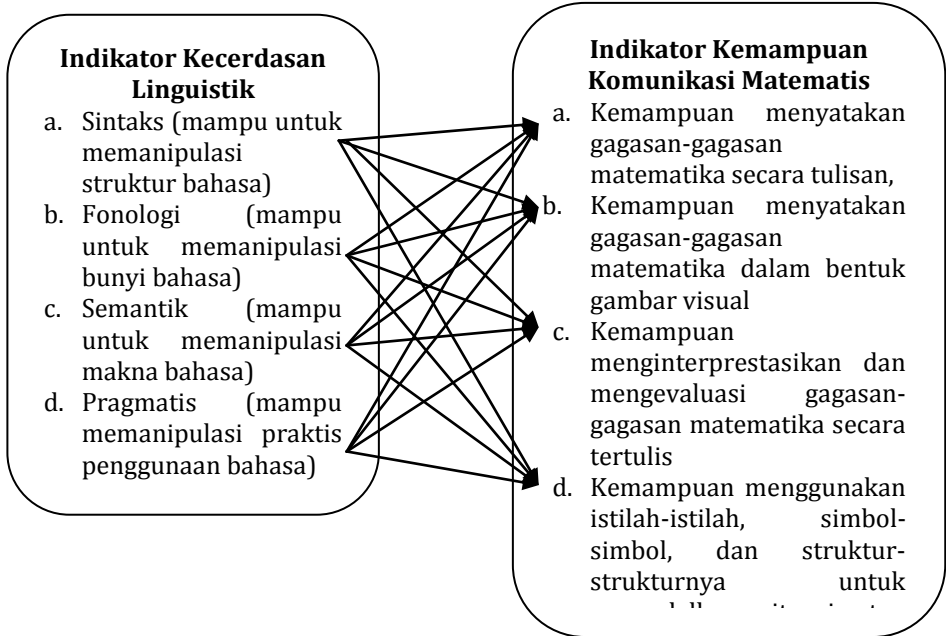 Indikator Kecerdasan
Linguistik
a. Sintaks (mampu untuk
memanipulasi
struktur bahasa)
b. Fonologi (mampu
untuk memanipulasi
bunyi bahasa)
c. Semantik (mampu
untuk memanipulasi
makna bahasa)
d. Pragmatis (mampu
memanipulasi praktis
penggunaan bahasa)
Indikator Kemampuan
Komunikasi Matematis
a. Kemampuan menyatakan
gagasan-gagasan
matematika secara tulisan,
b. Kemampuan menyatakan
gagasan-gagasan
matematika dalam bentuk
gambar visual
c. Kemampuan
menginterprestasikan dan
mengevaluasi gagasan-
gagasan matematika secara
tertulis
d. Kemampuan menggunakan
istilah-istilah, simbol-
simbol, dan struktur-
strukturnya untuk